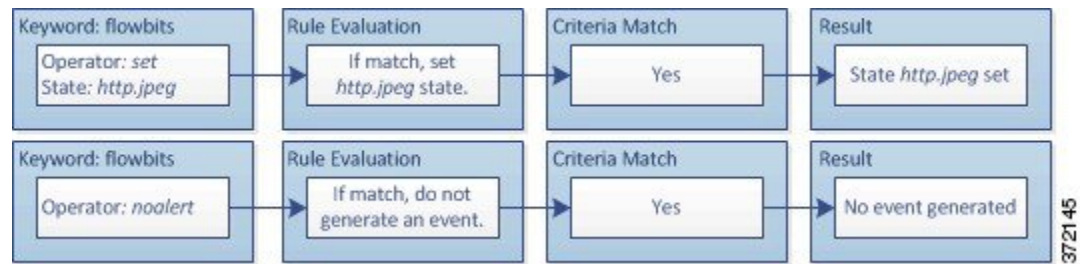 Keyword: flowbits
Operator: set
State: http.jpeg
Rule Evaluation
If match, set
http.jpeg state.
Criteria Match
Yes
Result
State http.jpeg set
Keyword: flowbits
Operator: noalert
Rule Evaluation
If match, do not
generate an event.
Criteria Match
Yes
Result
No event generated
372145